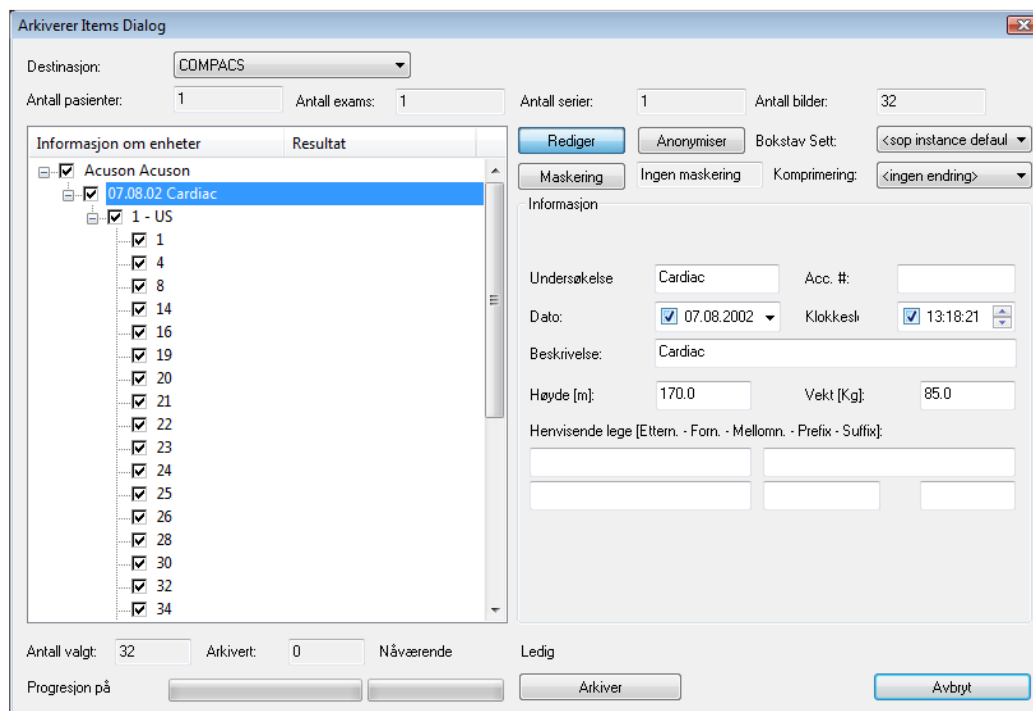 Arkiverer Items Dialog
Destinasjon: COMPACS
Antall pasienter: 1 Antall exams: 1 Antall serier: 1 Antall bilder: 32
Informasjon om enheter Resultat
Acuson Acuson
07.08.02 Cardiac
1 - US
1
4
8
14
16
19
20
21
22
23
24
25
26
28
30
32
34
Rediger Anonymiser Bokstav Sett: <sop instance defaul
Maskering Ingen maskering Komprimering: <ingen endring>
Informasjon
Undersøkelse Cardiac Acc. #:
Dato: 07.08.2002 Klokkesl 13:18:21
Beskrivelse: Cardiac
Høyde [m]: 170.0 Vekt [Kg]: 85.0
Henvisende lege [Ettern. - Forn. - Mellomn. - Prefix - Suffix]:
Antall valgt: 32 Arkivert: 0 Nåværende Ledig
Progresjon på Arkiver Avbryt